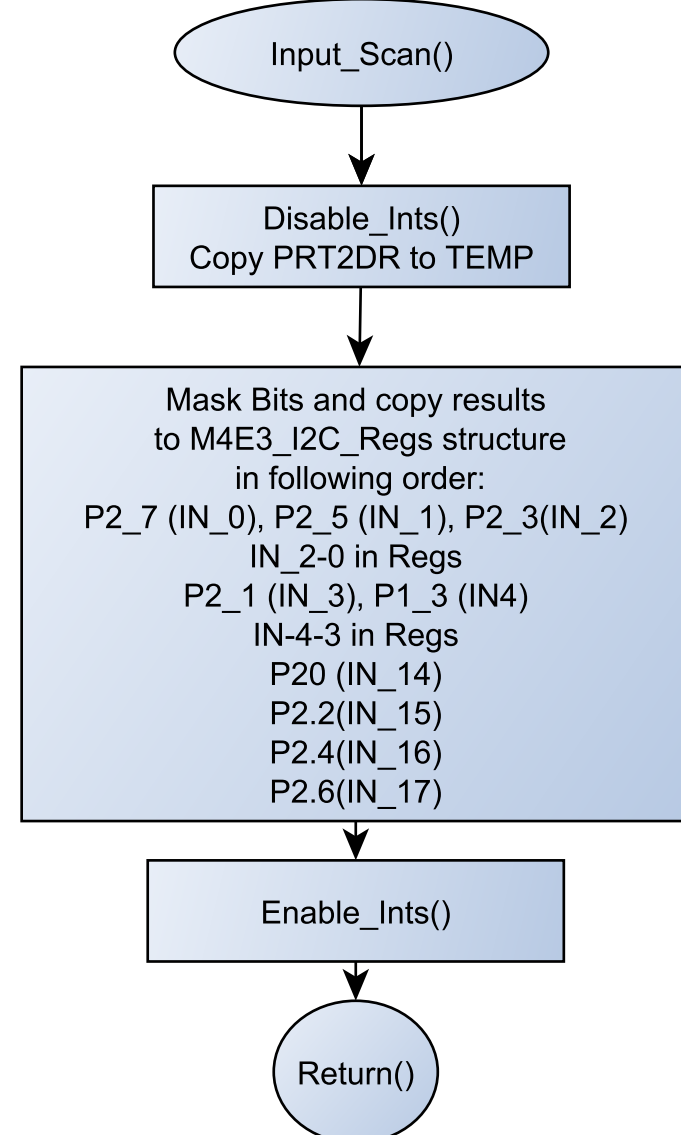 Input_Scan()
Disable_Ints()
Copy PRT2DR to TEMP
Mask Bits and copy results
to M4E3_I2C_Regs structure
in following order:
P2_7 (IN_0), P2_5 (IN_1), P2_3(IN_2)
IN_2-0 in Regs
P2_1 (IN_3), P1_3 (IN4)
IN-4-3 in Regs
P20 (IN_14)
P2.2(IN_15)
P2.4(IN_16)
P2.6(IN_17)
Enable_Ints()
Return()